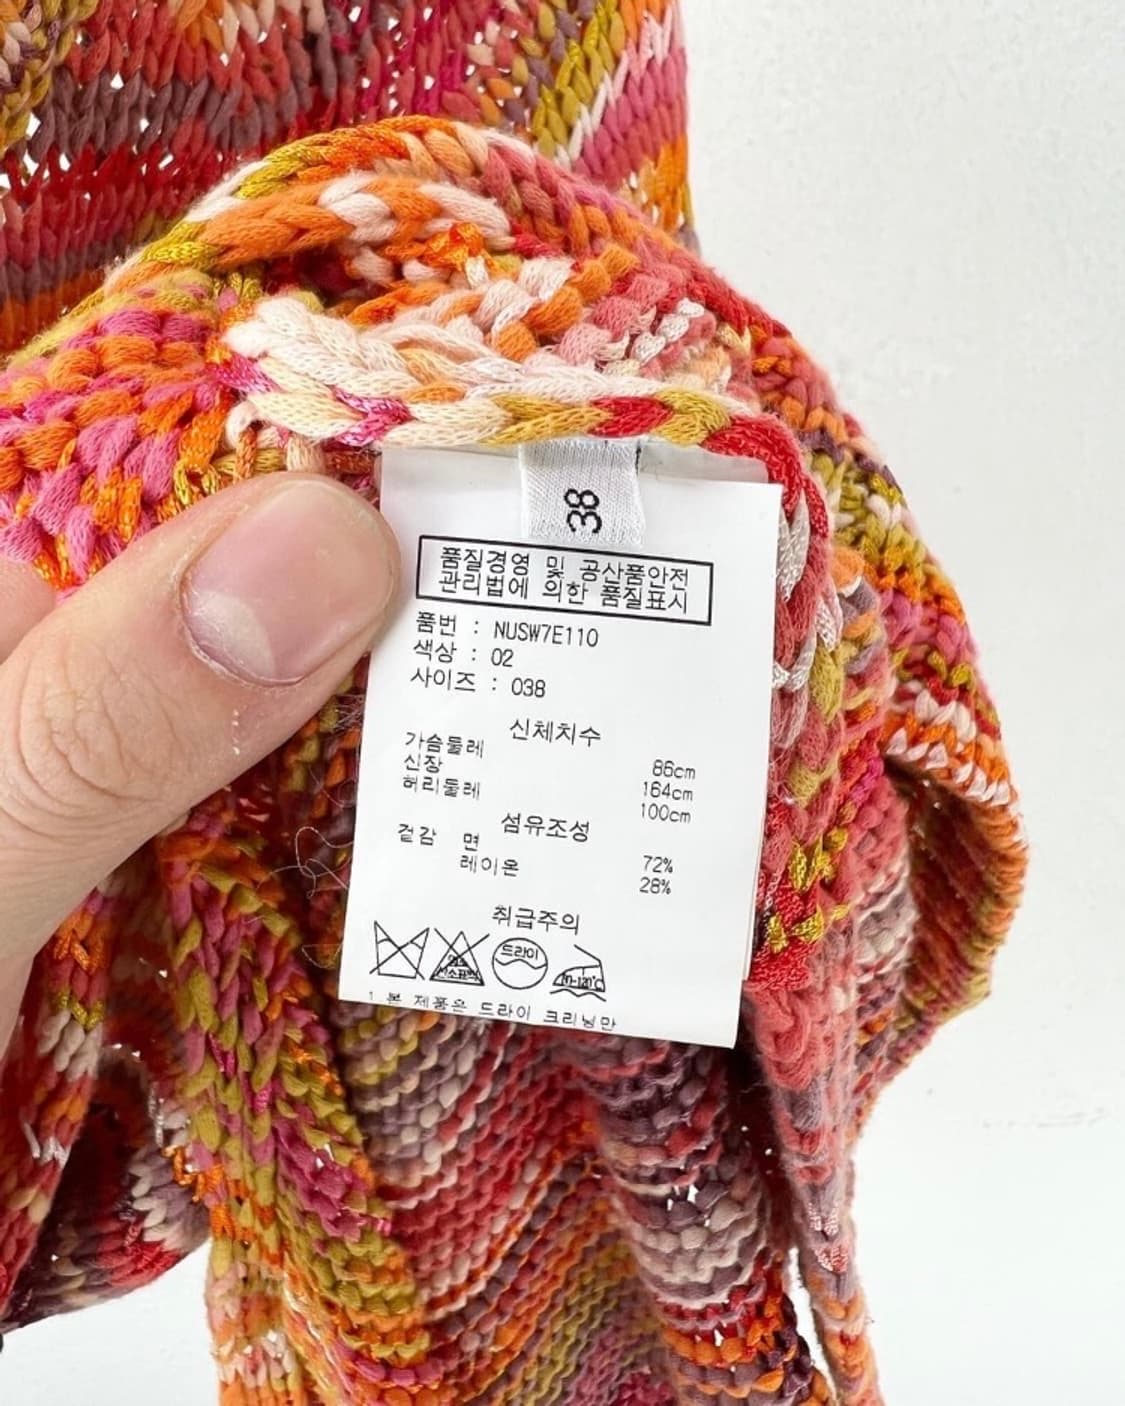 38
품질경영 및 공산품안전
관리법에 의한 품질표시
품번 : NUSW7E110
색상 : 02
사이즈 : 038
신체치수
가슴둘레 86cm
신장 164cm
허리둘레 100cm
섬유조성
겉감 면 72%
레이온 28%
취급주의
드라이
1 본 제품은 드라이 크리닝만